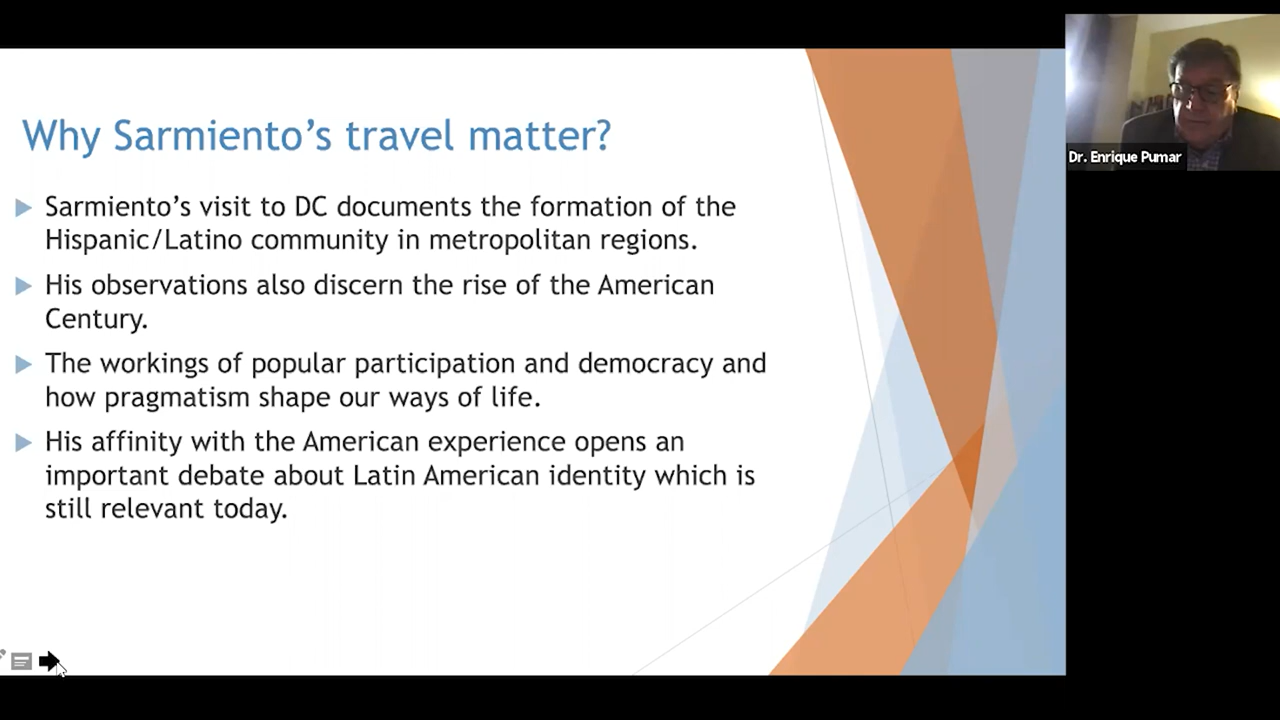 Why Sarmiento's travel matter?
Sarmiento's visit to DC documents the formation of the
Hispanic/Latino community in metropolitan regions.
His observations also discern the rise of the American
Century.
The workings of popular participation and democracy and
how pragmatism shape our ways of life.
His affinity with the American experience opens an
important debate about Latin American identity which is
still relevant today.
Dr. Enrique Pumar